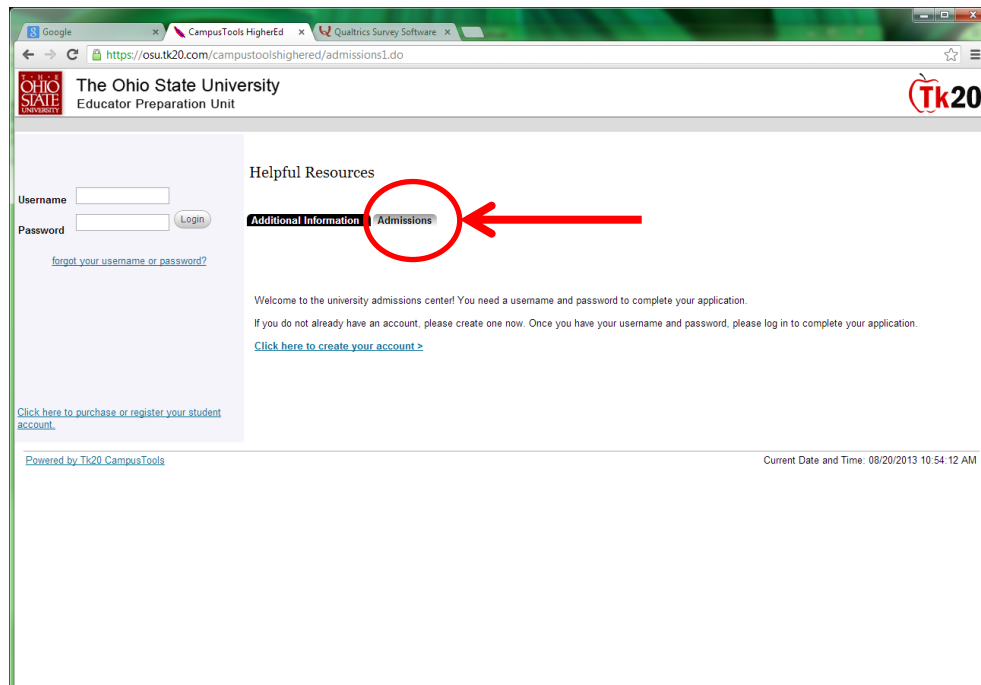 Google
CampusTools HigherEd
Qualtrics Survey Software
https://osu.tk20.com/campustoolshighered/admissions1.do
T · H · E
OHIO
STATE
UNIVERSITY
The Ohio State University
Educator Preparation Unit
Tk20
Helpful Resources
Username
Login
Password
Additional Information
Admissions
forgot your username or password?
Welcome to the university admissions center! You need a username and password to complete your application.
If you do not already have an account, please create one now. Once you have your username and password, please log in to complete your application.
Click here to create your account >
Click here to purchase or register your student
account.
Powered by Tk20 CampusTools
Current Date and Time: 08/20/2013 10:54:12 AM